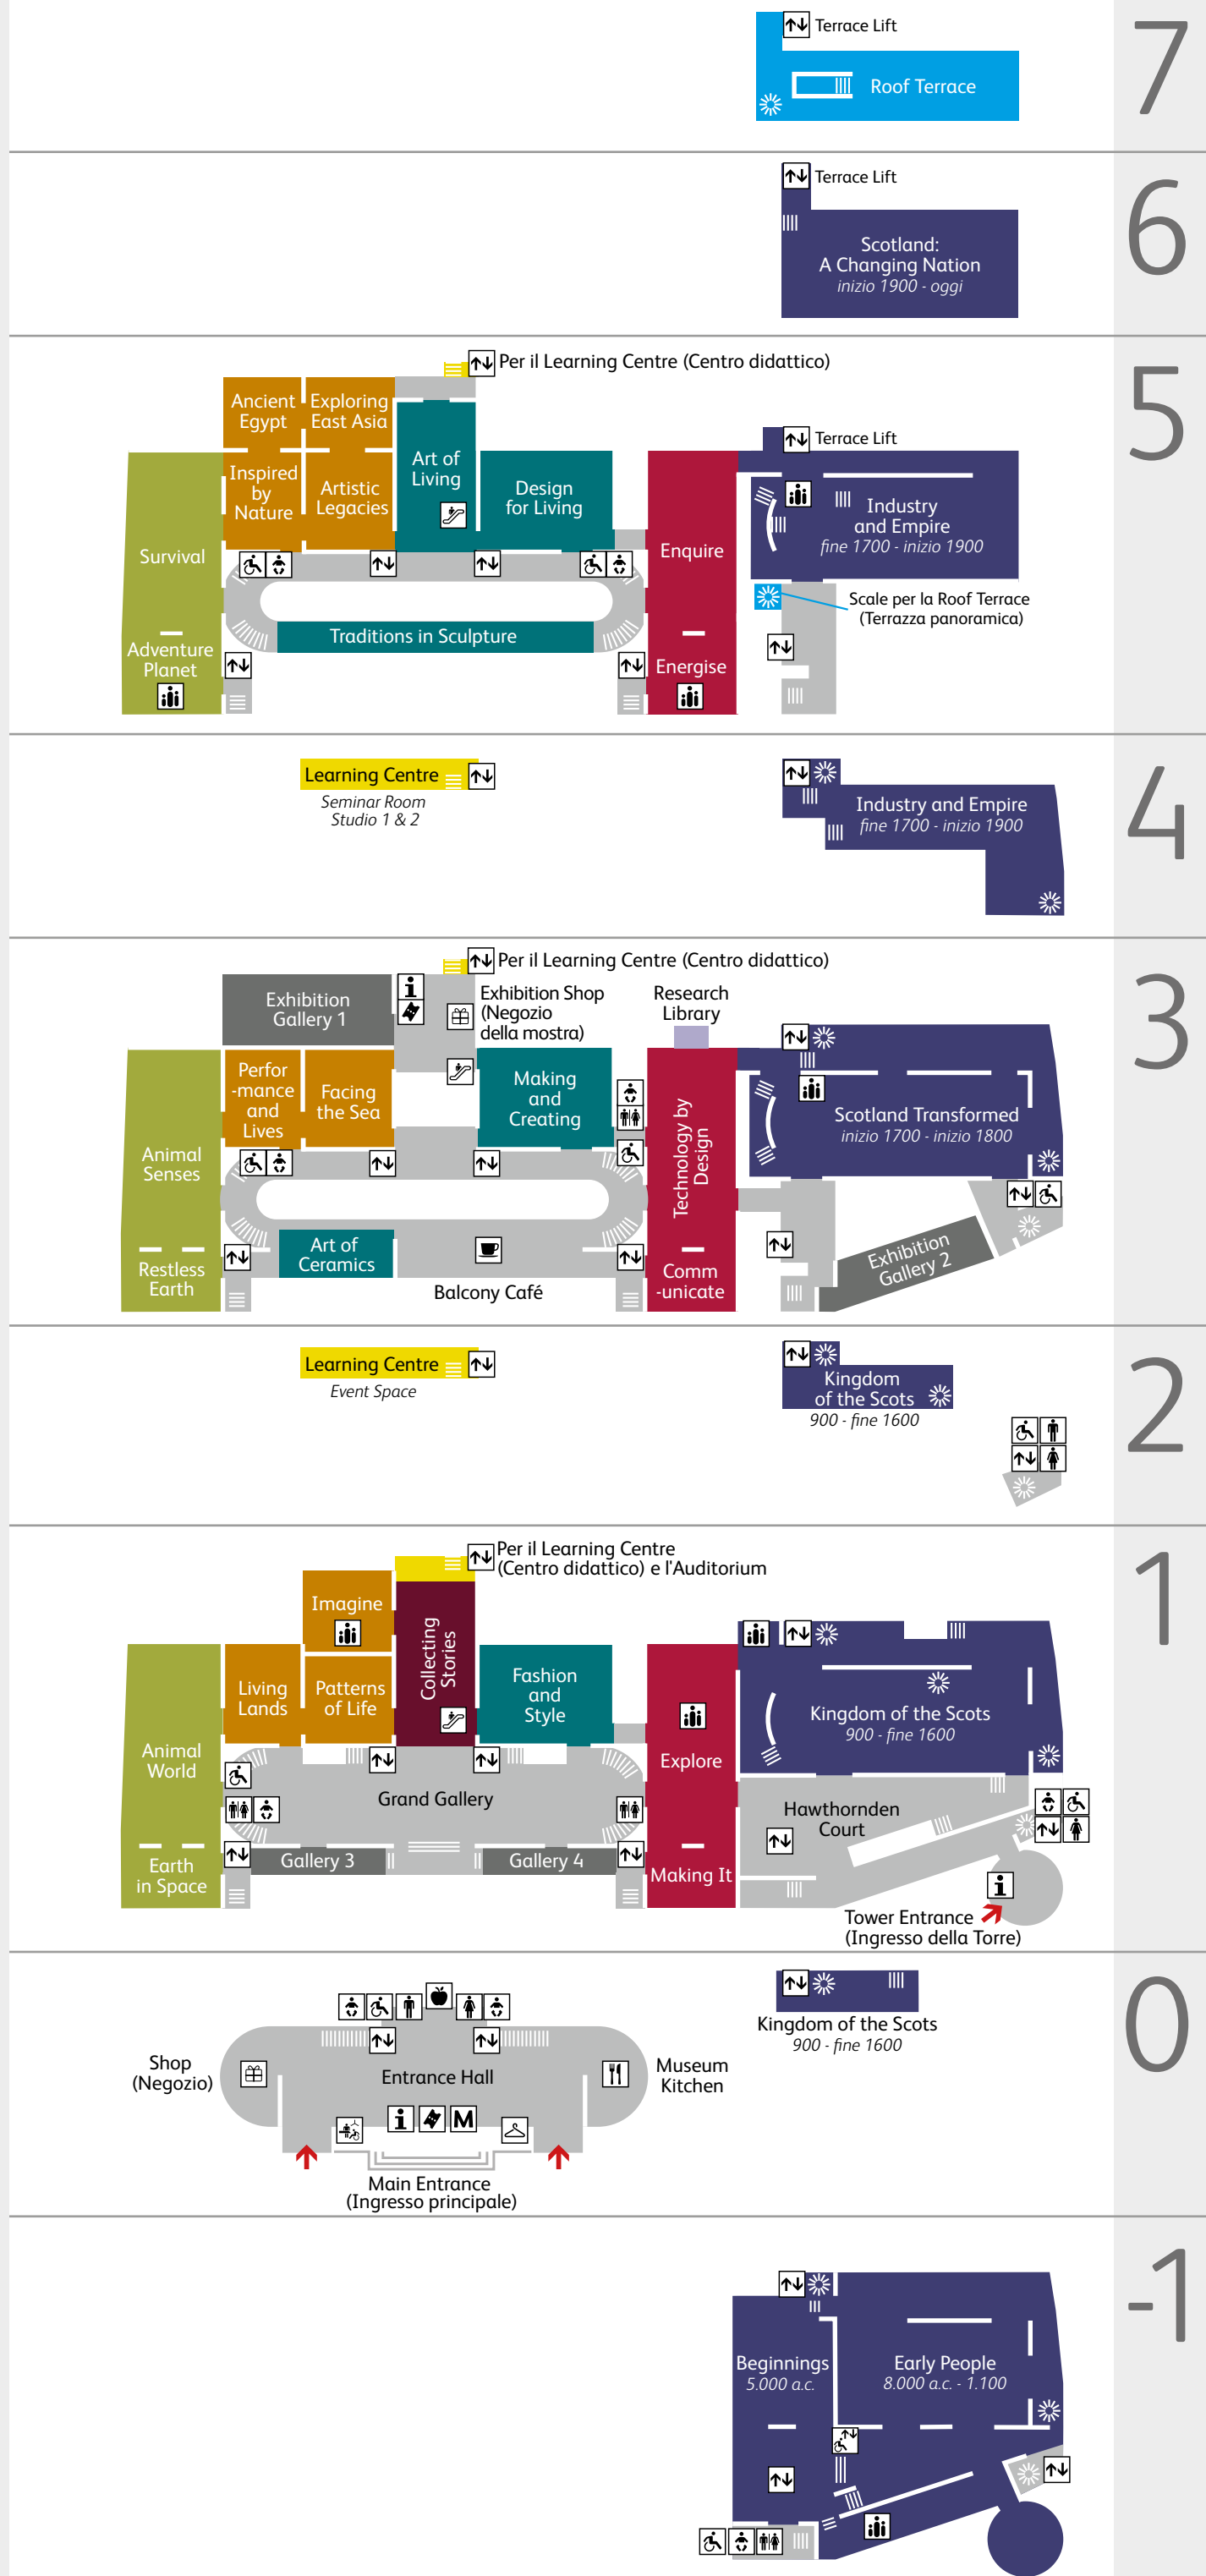 7
Terrace Lift
Roof Terrace
6
Terrace Lift
Scotland:
A Changing Nation
inizio 1900 - oggi
5
Per il Learning Centre (Centro didattico)
Ancient
Egypt
Exploring
East Asia
Inspired
by
Nature
Artistic
Legacies
Art of
Living
Design
for Living
Survival
Adventure
Planet
Traditions in Sculpture
Enquire
Energise
Terrace Lift
Industry
and Empire
fine 1700 - inizio 1900
Scale per la Roof Terrace
(Terrazza panoramica)
4
Learning Centre
Seminar Room
Studio 1 & 2
Industry and Empire
fine 1700 - inizio 1900
3
Per il Learning Centre (Centro didattico)
Exhibition
Gallery 1
Exhibition Shop
(Negozio
della mostra)
Research
Library
Perfor
-mance
and
Lives
Facing
the Sea
Making
and
Creating
Animal
Senses
Restless
Earth
Art of
Ceramics
Balcony Café
Technology by
Design
Comm
-unicate
Scotland Transformed
inizio 1700 - inizio 1800
Exhibition
Gallery 2
2
Learning Centre
Event Space
Kingdom
of the Scots
900 - fine 1600
1
Per il Learning Centre
(Centro didattico) e l'Auditorium
Imagine
Living
Lands
Patterns
of Life
Collecting
Stories
Fashion
and
Style
Animal
World
Earth
in Space
Grand Gallery
Gallery 3
Gallery 4
Explore
Making It
Kingdom of the Scots
900 - fine 1600
Hawthornden
Court
Tower Entrance
(Ingresso della Torre)
0
Shop
(Negozio)
Entrance Hall
Museum
Kitchen
M
Main Entrance
(Ingresso principale)
Kingdom of the Scots
900 - fine 1600
-1
Beginnings
5.000 a.c.
Early People
8.000 a.c. - 1.100